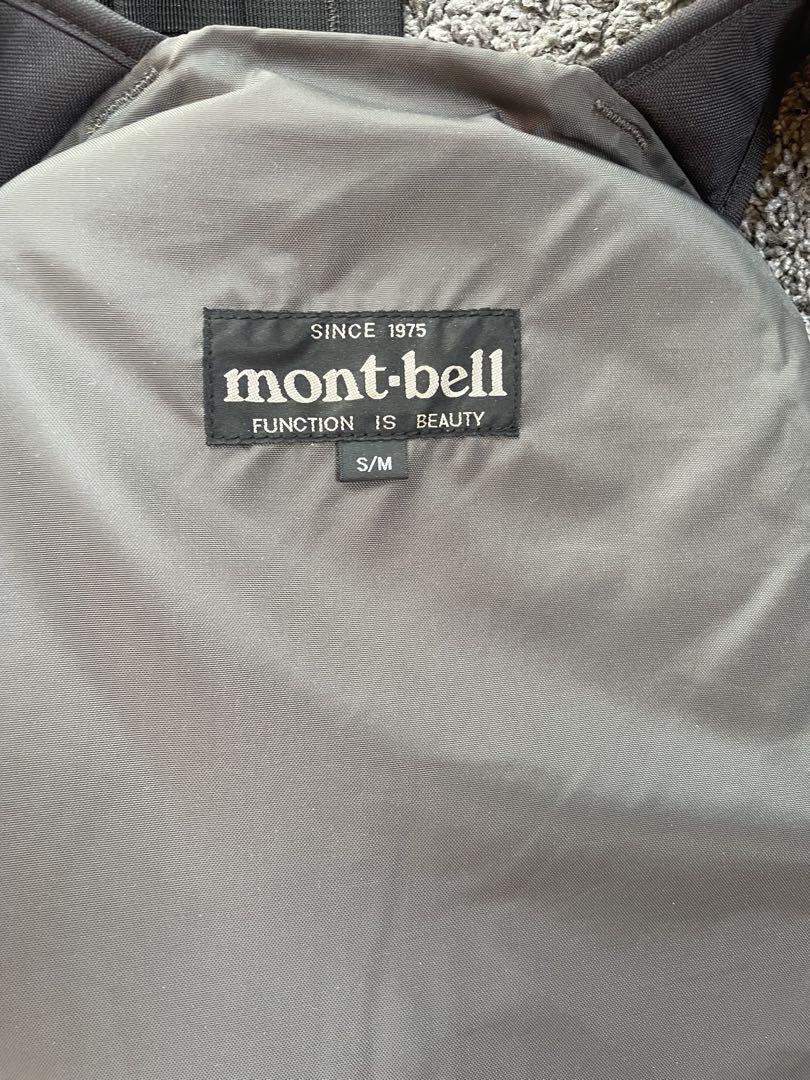 SINCE 1975
mont-bell
FUNCTION IS BEAUTY
S/M